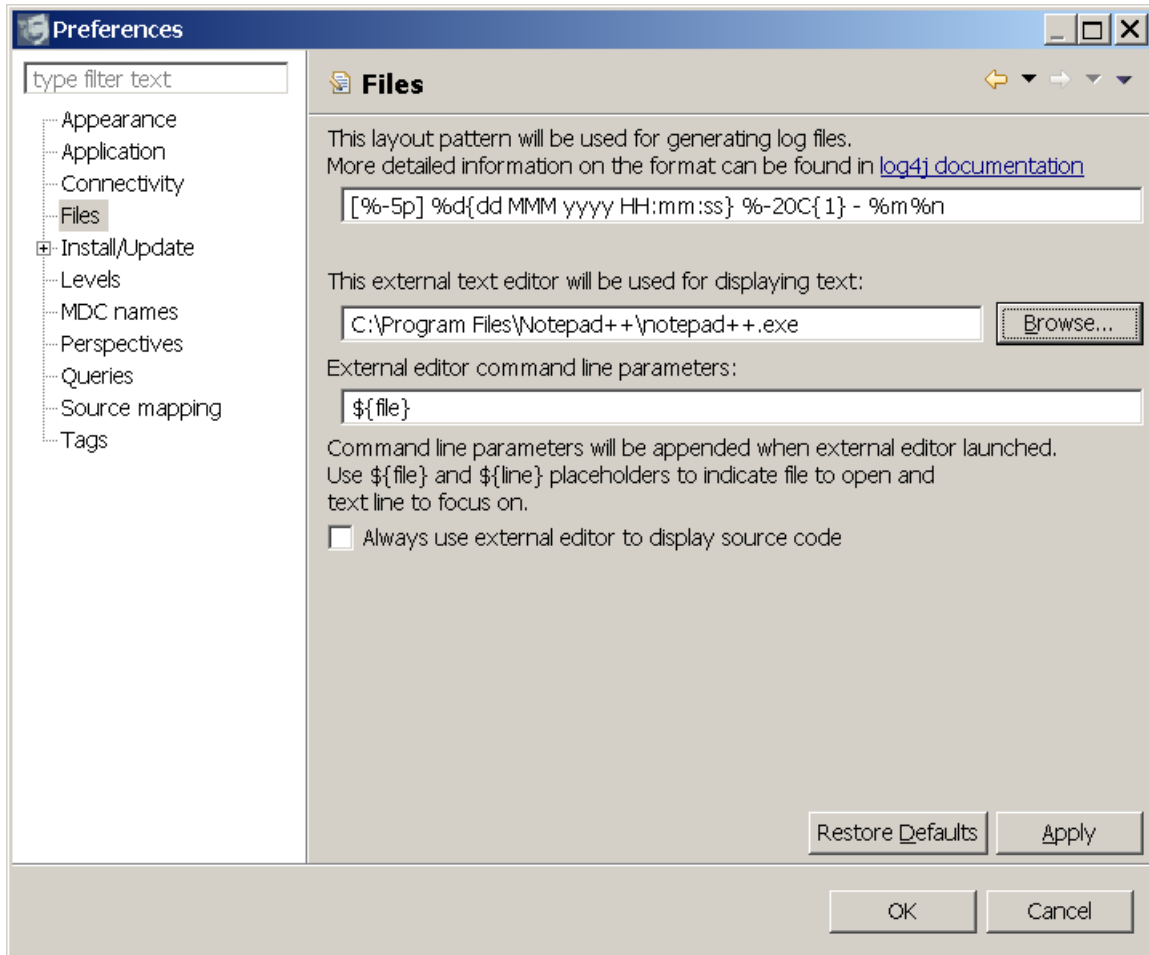 Preferences
type filter text
Appearance
Application
Connectivity
Files
Install/Update
Levels
MDC names
Perspectives
Queries
Source mapping
Tags
Files
This layout pattern will be used for generating log files.
More detailed information on the format can be found in log4j documentation
[%-5p] %d{dd MMM yyyy HH:mm:ss} %-20C{1} - %m%n
This external text editor will be used for displaying text:
C:\Program Files\Notepad++\notepad++.exe
Browse...
External editor command line parameters:
${file}
Command line parameters will be appended when external editor launched.
Use ${file} and ${line} placeholders to indicate file to open and
text line to focus on.
Always use external editor to display source code
Restore Defaults
Apply
OK
Cancel